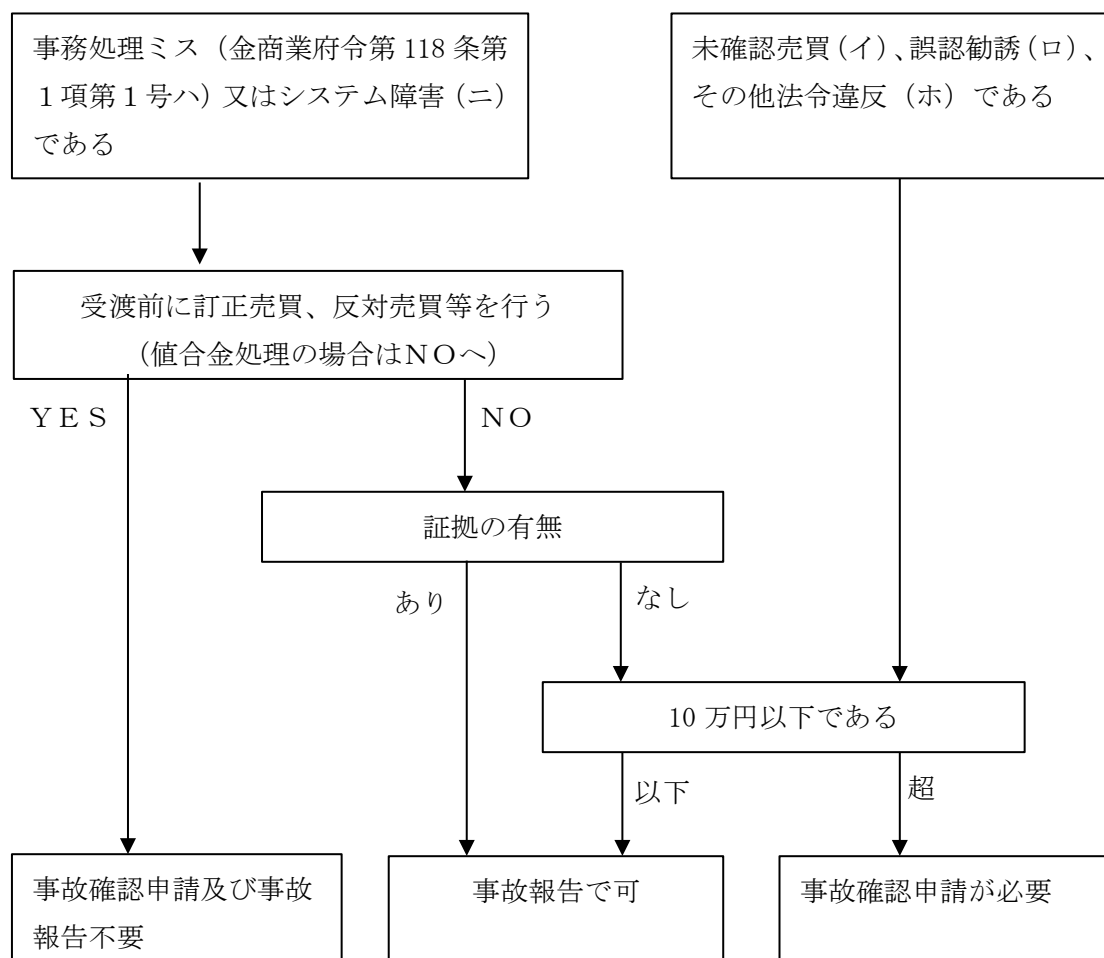 事務処理ミス（金商業府令第 118 条第
１項第１号ハ）又はシステム障害（ニ）
である
未確認売買（イ）、誤認勧誘（ロ）、
その他法令違反（ホ）である
受渡前に訂正売買、反対売買等を行う
（値合金処理の場合はＮＯへ）
ＹＥＳ
ＮＯ
証拠の有無
あり
なし
10 万円以下である
以下
超
事故確認申請及び事故
報告不要
事故報告で可
事故確認申請が必要